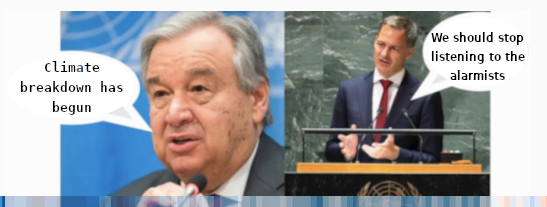 Climate
breakdown has
begun
We should stop
listening to the
alarmists